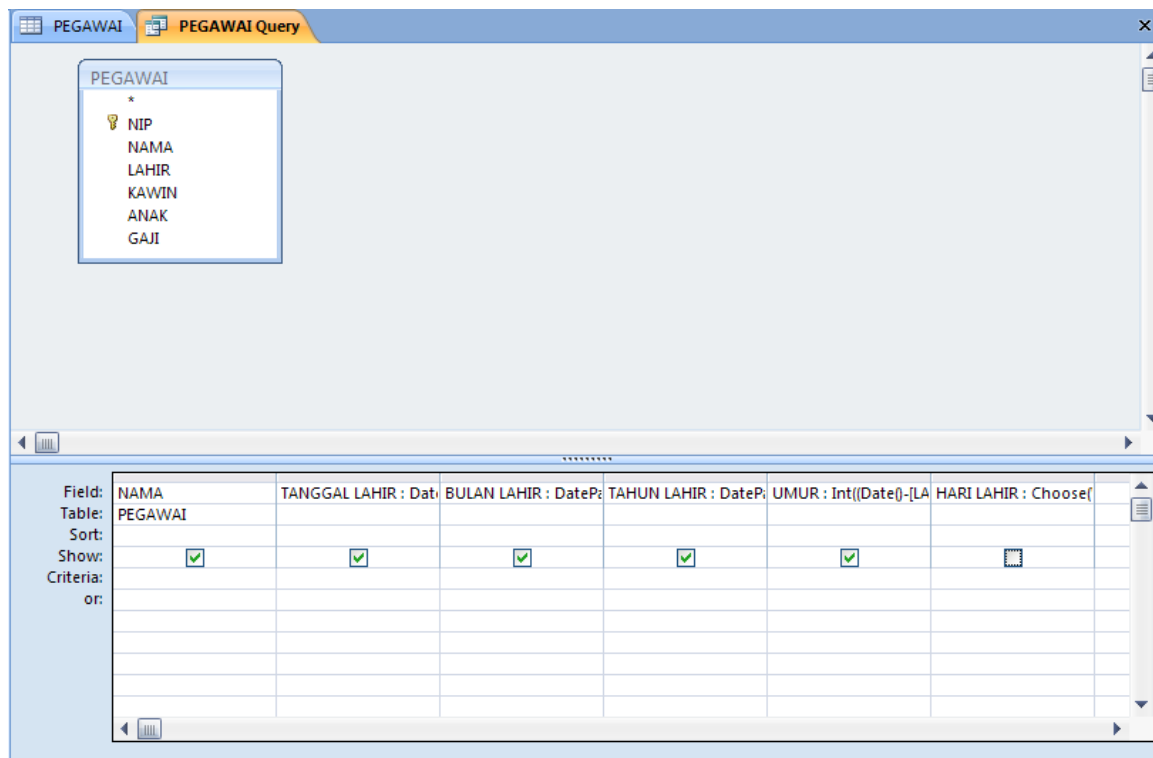 PEGAWAI PEGAWAI Query
PEGAWAI
*
NIP
NAMA
LAHIR
KAWIN
ANAK
GAJI
Field: NAMA TANGGAL LAHIR : Dat BULAN LAHIR : DatePa TAHUN LAHIR : DateP UMUR : Int((Date()-[LA HARI LAHIR : Choose(
Table: PEGAWAI
Sort:
Show:
Criteria:
or: